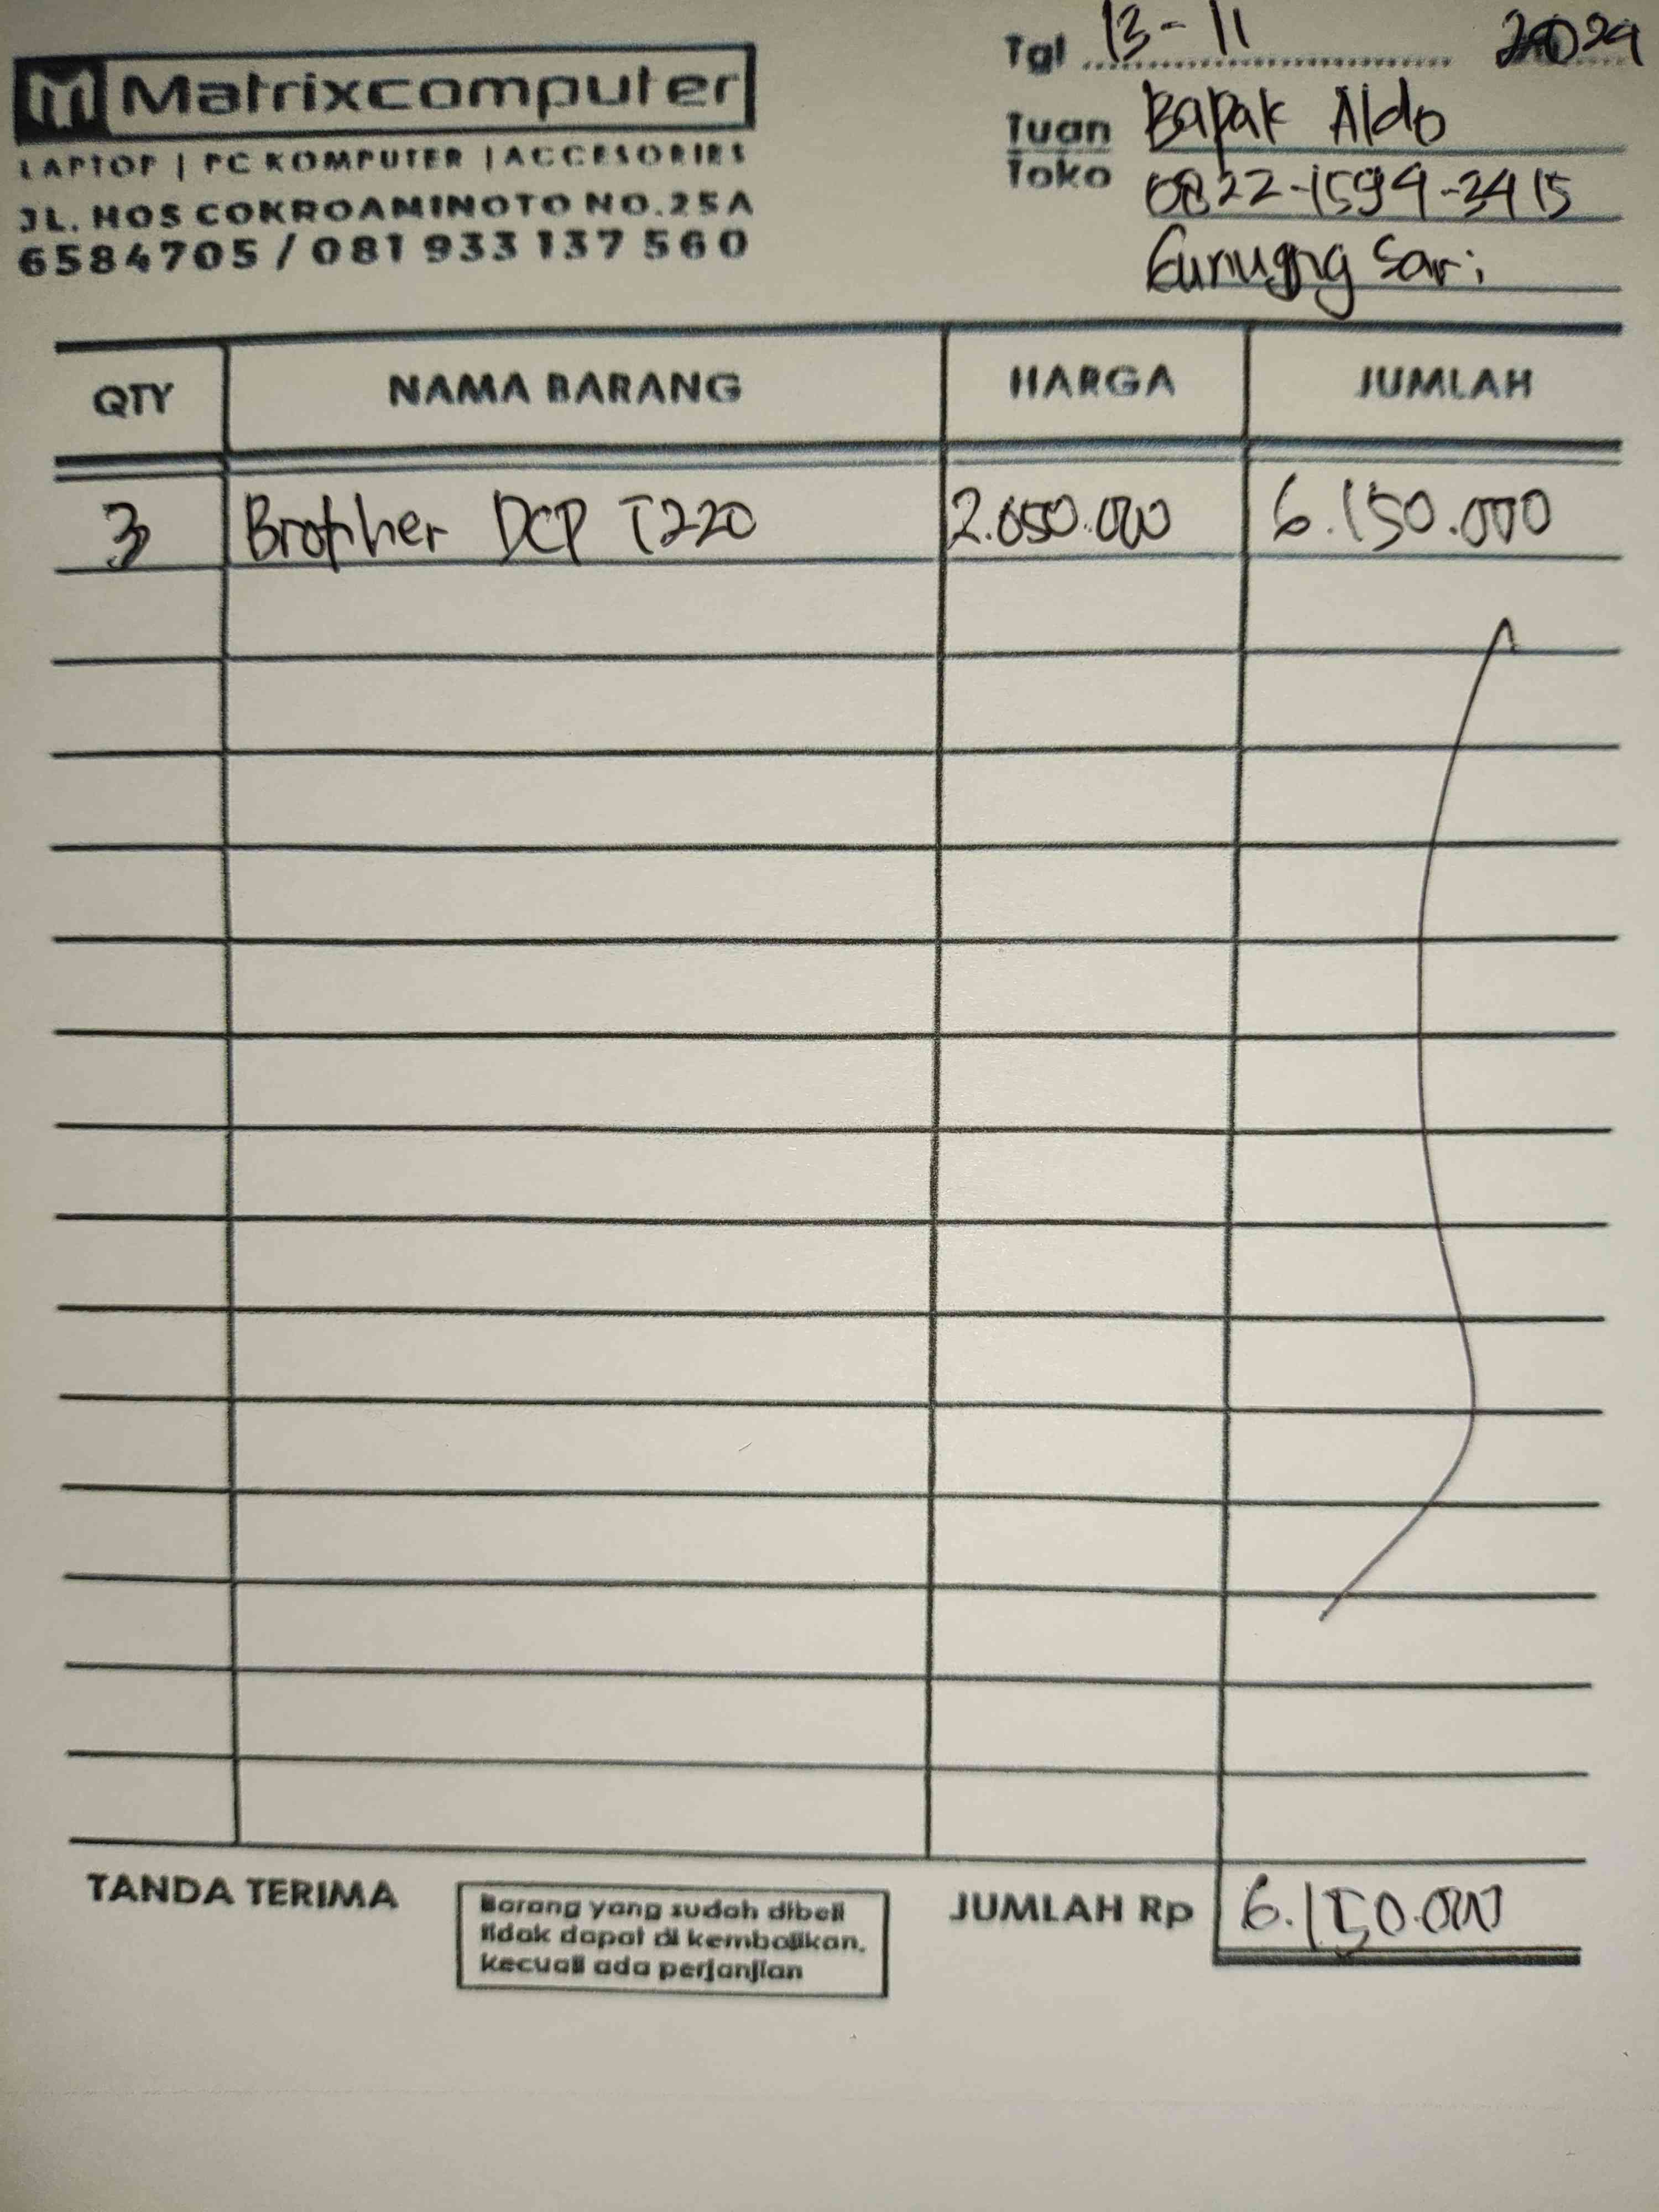 Matrixcomputer
LAPTOP | PC KOMPUTER | ACCESORIES
JL. HOS COKROAMINOTO NO.25A
6584705 / 081 933 137 560
Tgl 13-11 2024
Tuan Bapak Aldo
Toko 0822-1594-3415
Gunugng Sari
QTY NAMA BARANG HARGA JUMLAH
3 Brother DCP T220 2.050.000 6.150.000
TANDA TERIMA
Barang yang sudah dibeli
tidak dapat di kembalikan,
kecuali ada perjanjian
JUMLAH Rp 6.150.000